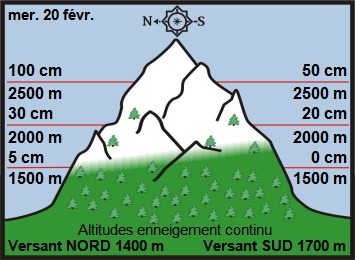 mer. 20 févr.
N S
100 cm 50 cm
2500 m 2500 m
30 cm 20 cm
2000 m 2000 m
5 cm 0 cm
1500 m 1500 m
Altitudes enneigement continu
Versant NORD 1400 m Versant SUD 1700 m